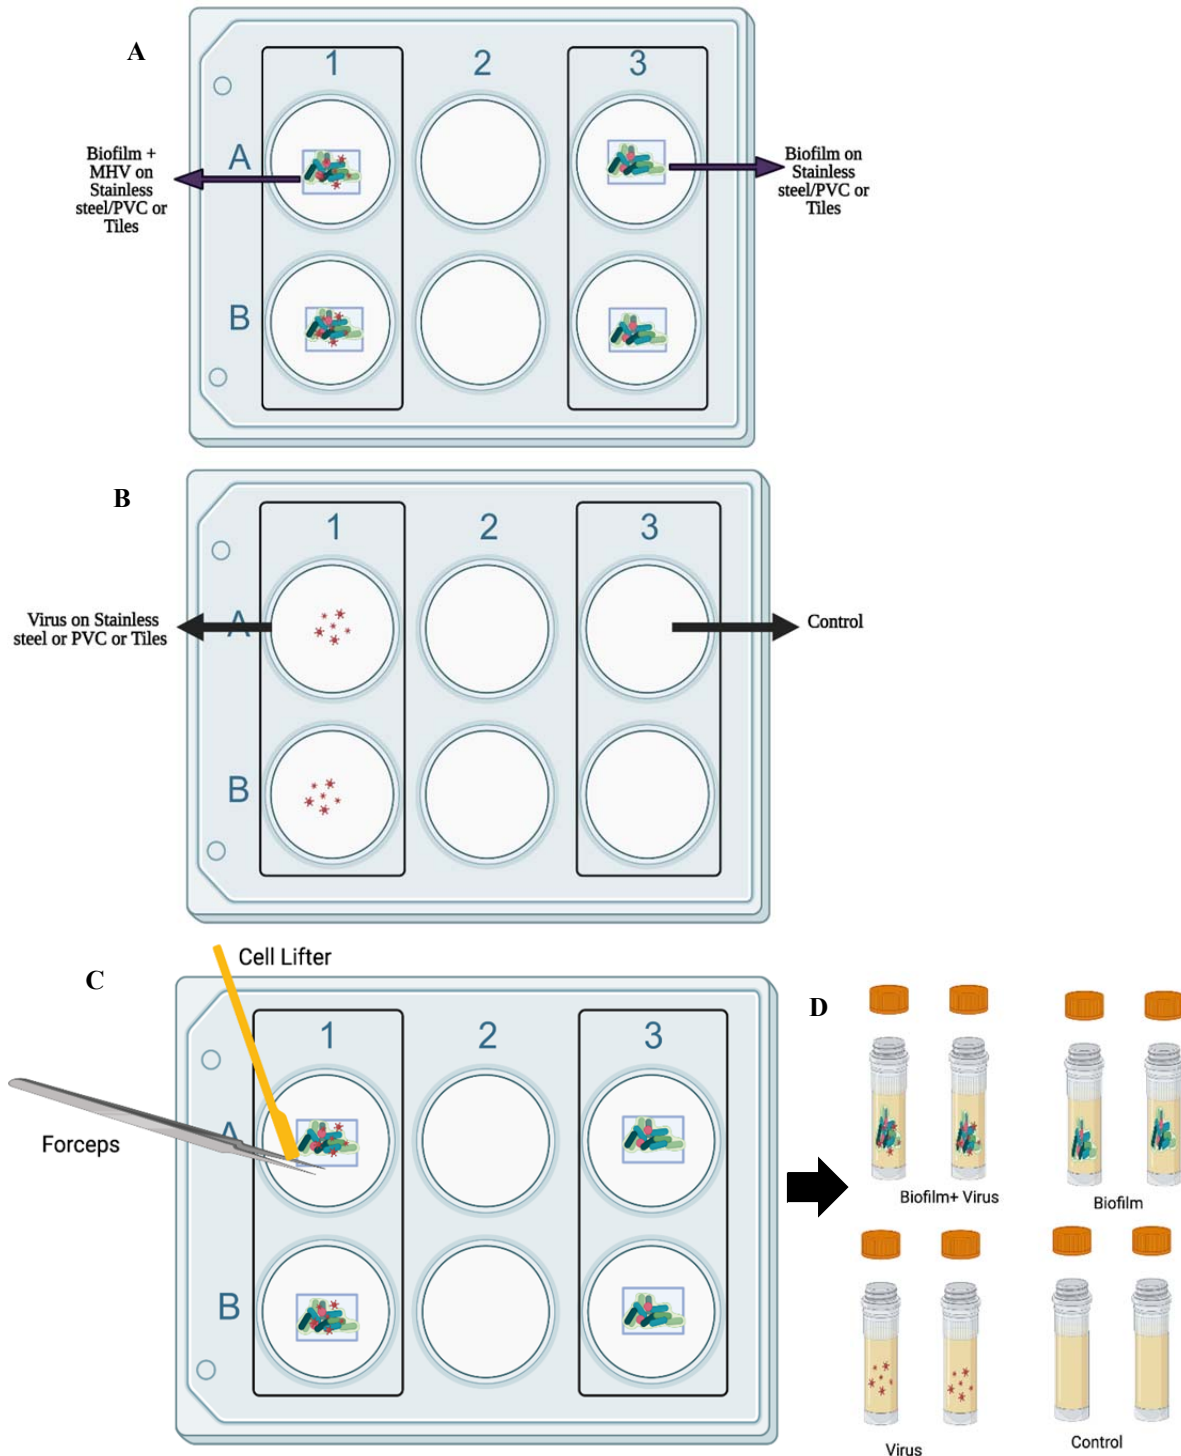 A
1 2 3
A
Biofilm +
MHV on
Stainless
steel/PVC or
Tiles
Biofilm on
Stainless
steel/PVC or
Tiles
B
B
1 2 3
A
Virus on Stainless
steel or PVC or Tiles
Control
B
Cell Lifter
C
1 2 3
A
Forceps
B
D
Biofilm+ Virus
Biofilm
Virus
Control